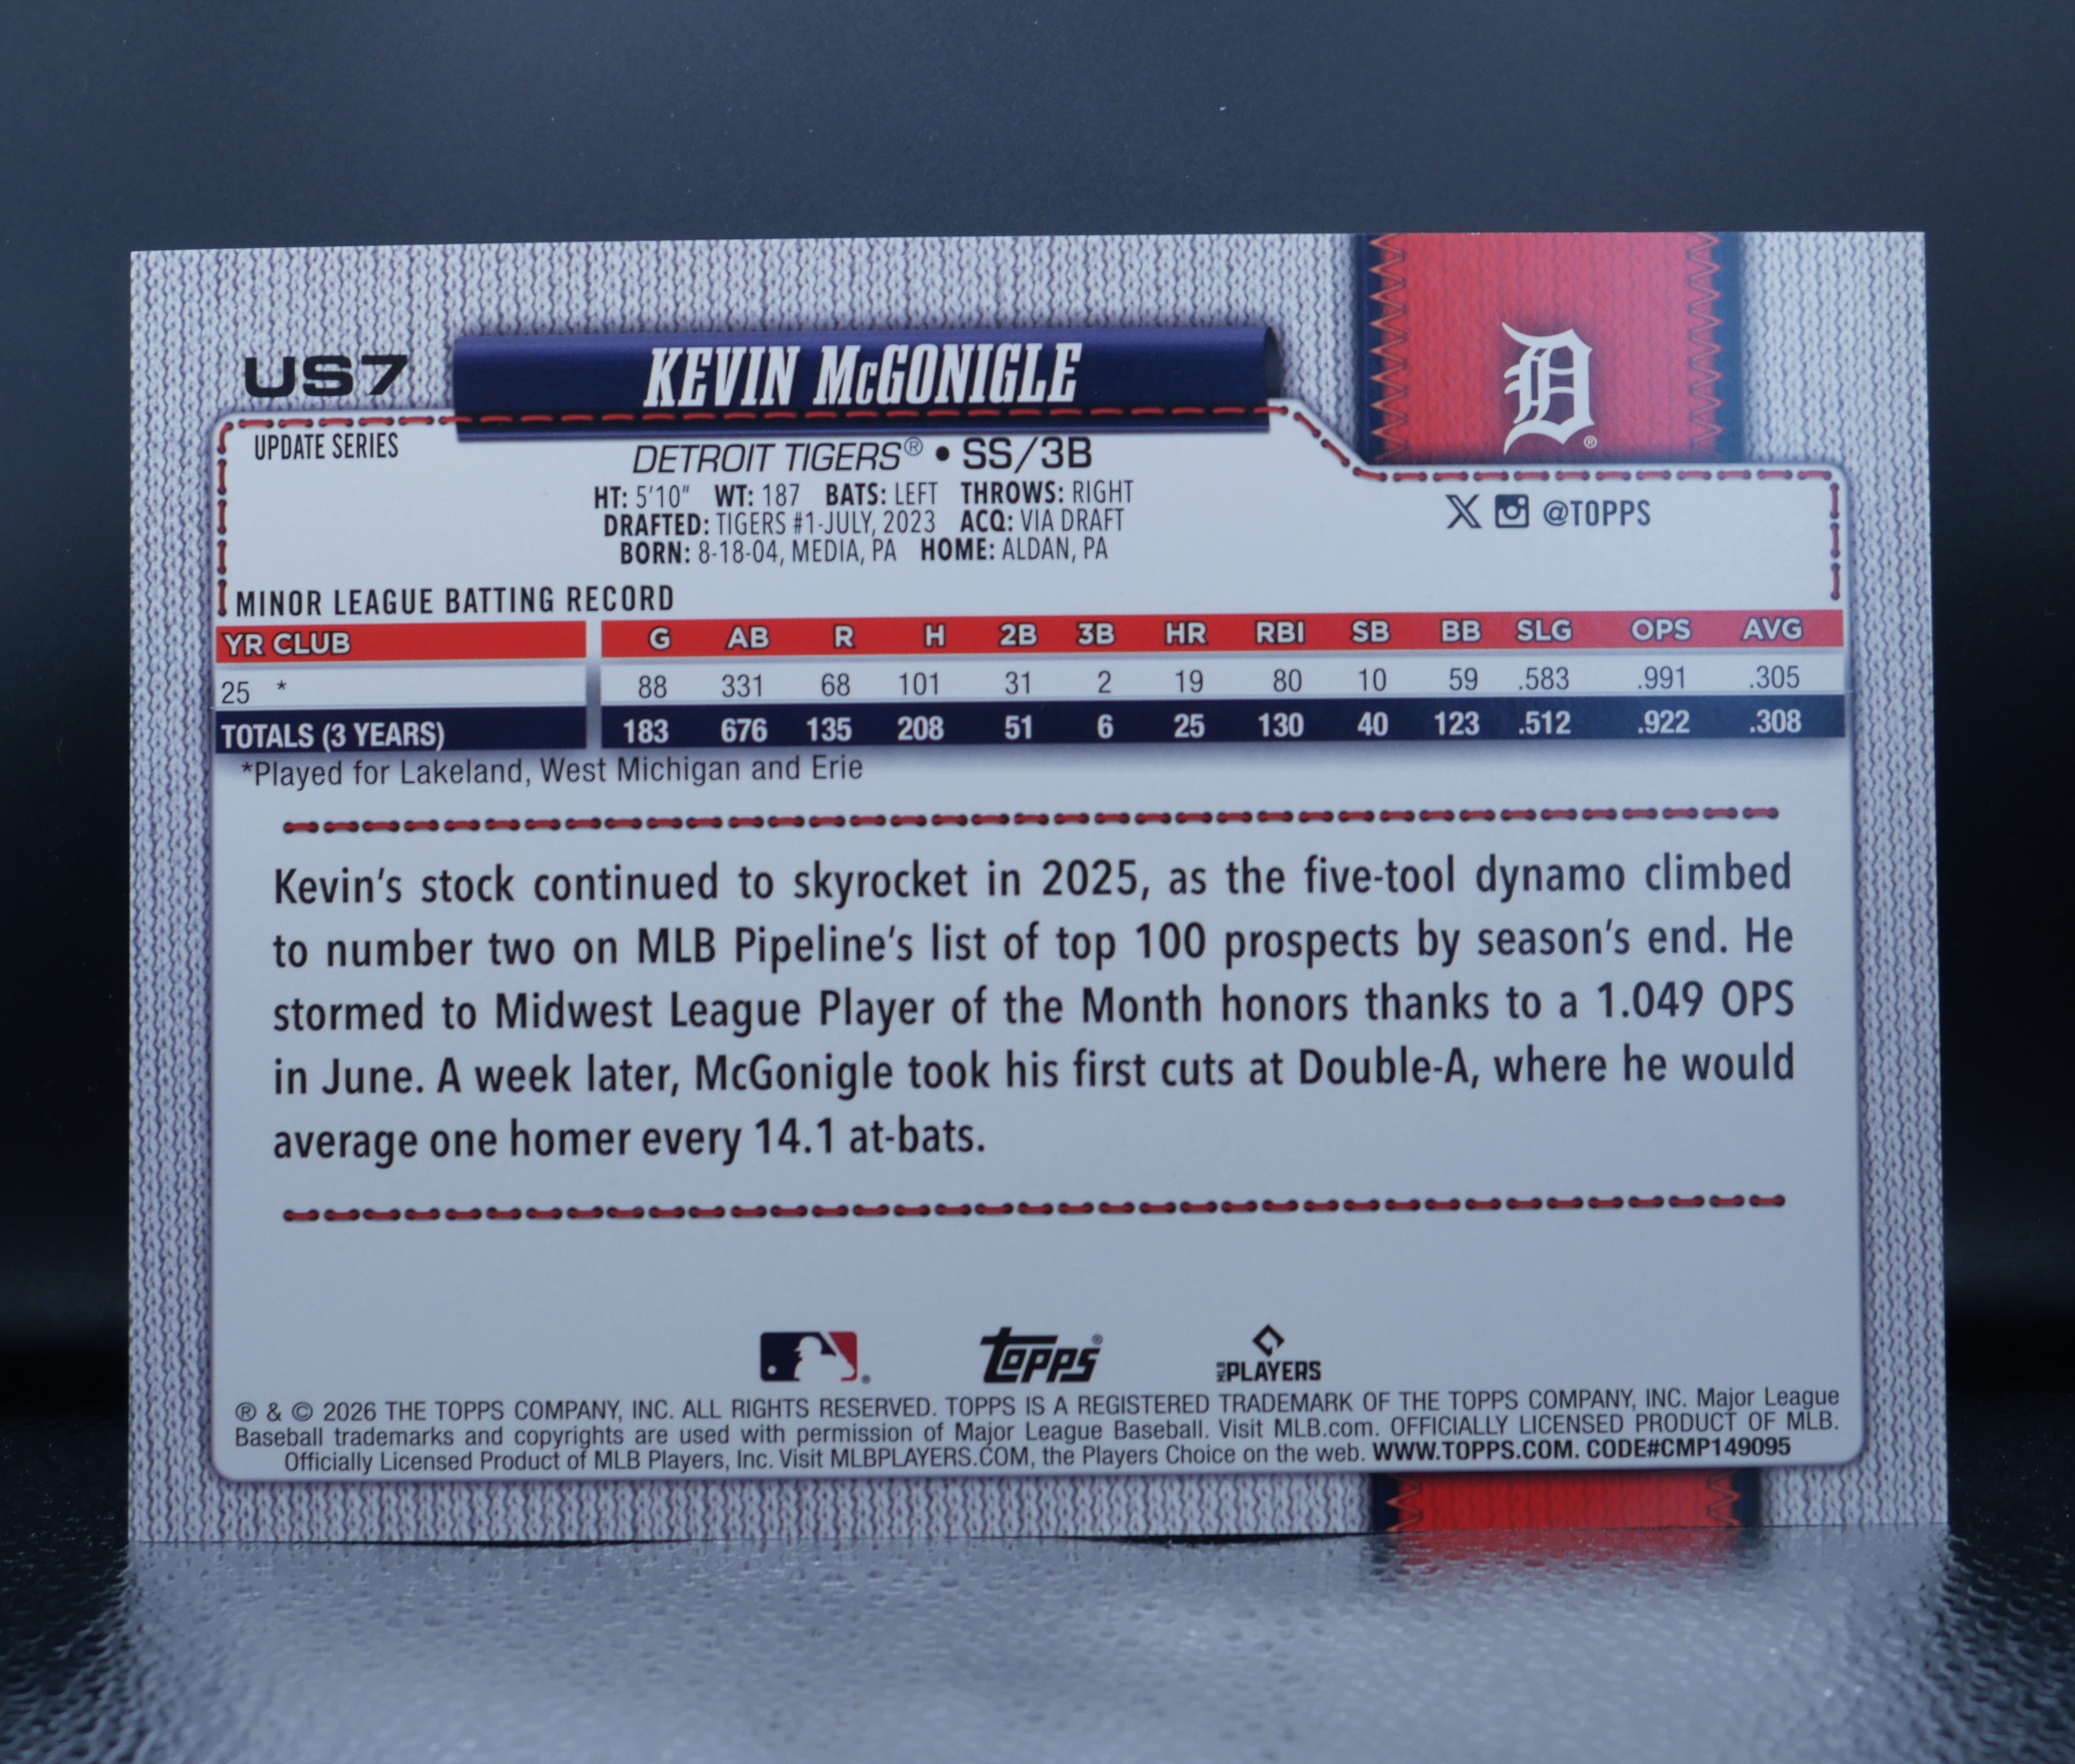 US7
KEVIN McGONIGLE
D®
UPDATE SERIES
DETROIT TIGERS® • SS/3B
HT: 5'10" WT: 187 BATS: LEFT THROWS: RIGHT
DRAFTED: TIGERS #1-JULY, 2023 ACQ: VIA DRAFT
BORN: 8-18-04, MEDIA, PA HOME: ALDAN, PA
X @TOPPS
MINOR LEAGUE BATTING RECORD
YR CLUB G AB R H 2B 3B HR RBI SB BB SLG OPS AVG
25 * 88 331 68 101 31 2 19 80 10 59 .583 .991 .305
TOTALS (3 YEARS) 183 676 135 208 51 6 25 130 40 123 .512 .922 .308
*Played for Lakeland, West Michigan and Erie
Kevin's stock continued to skyrocket in 2025, as the five-tool dynamo climbed
to number two on MLB Pipeline's list of top 100 prospects by season's end. He
stormed to Midwest League Player of the Month honors thanks to a 1.049 OPS
in June. A week later, McGonigle took his first cuts at Double-A, where he would
average one homer every 14.1 at-bats.
® topps® MLB PLAYERS
® & © 2026 THE TOPPS COMPANY, INC. ALL RIGHTS RESERVED. TOPPS IS A REGISTERED TRADEMARK OF THE TOPPS COMPANY, INC. Major League
Baseball trademarks and copyrights are used with permission of Major League Baseball. Visit MLB.com. OFFICIALLY LICENSED PRODUCT OF MLB.
Officially Licensed Product of MLB Players, Inc. Visit MLBPLAYERS.COM, the Players Choice on the web. WWW.TOPPS.COM. CODE#CMP149095